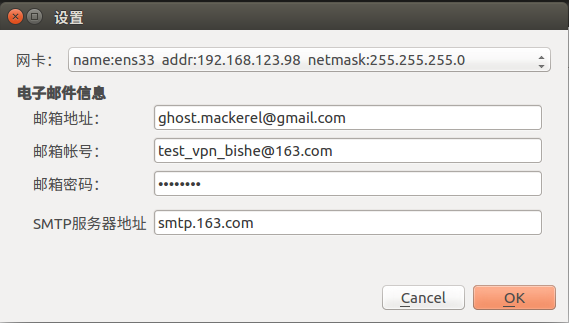 设置
网卡： name:ens33 addr:192.168.123.98 netmask:255.255.255.0
电子邮件信息
邮箱地址： ghost.mackerel@gmail.com
邮箱帐号： test_vpn_bishe@163.com
邮箱密码： ••••••••
SMTP服务器地址 smtp.163.com
Cancel OK